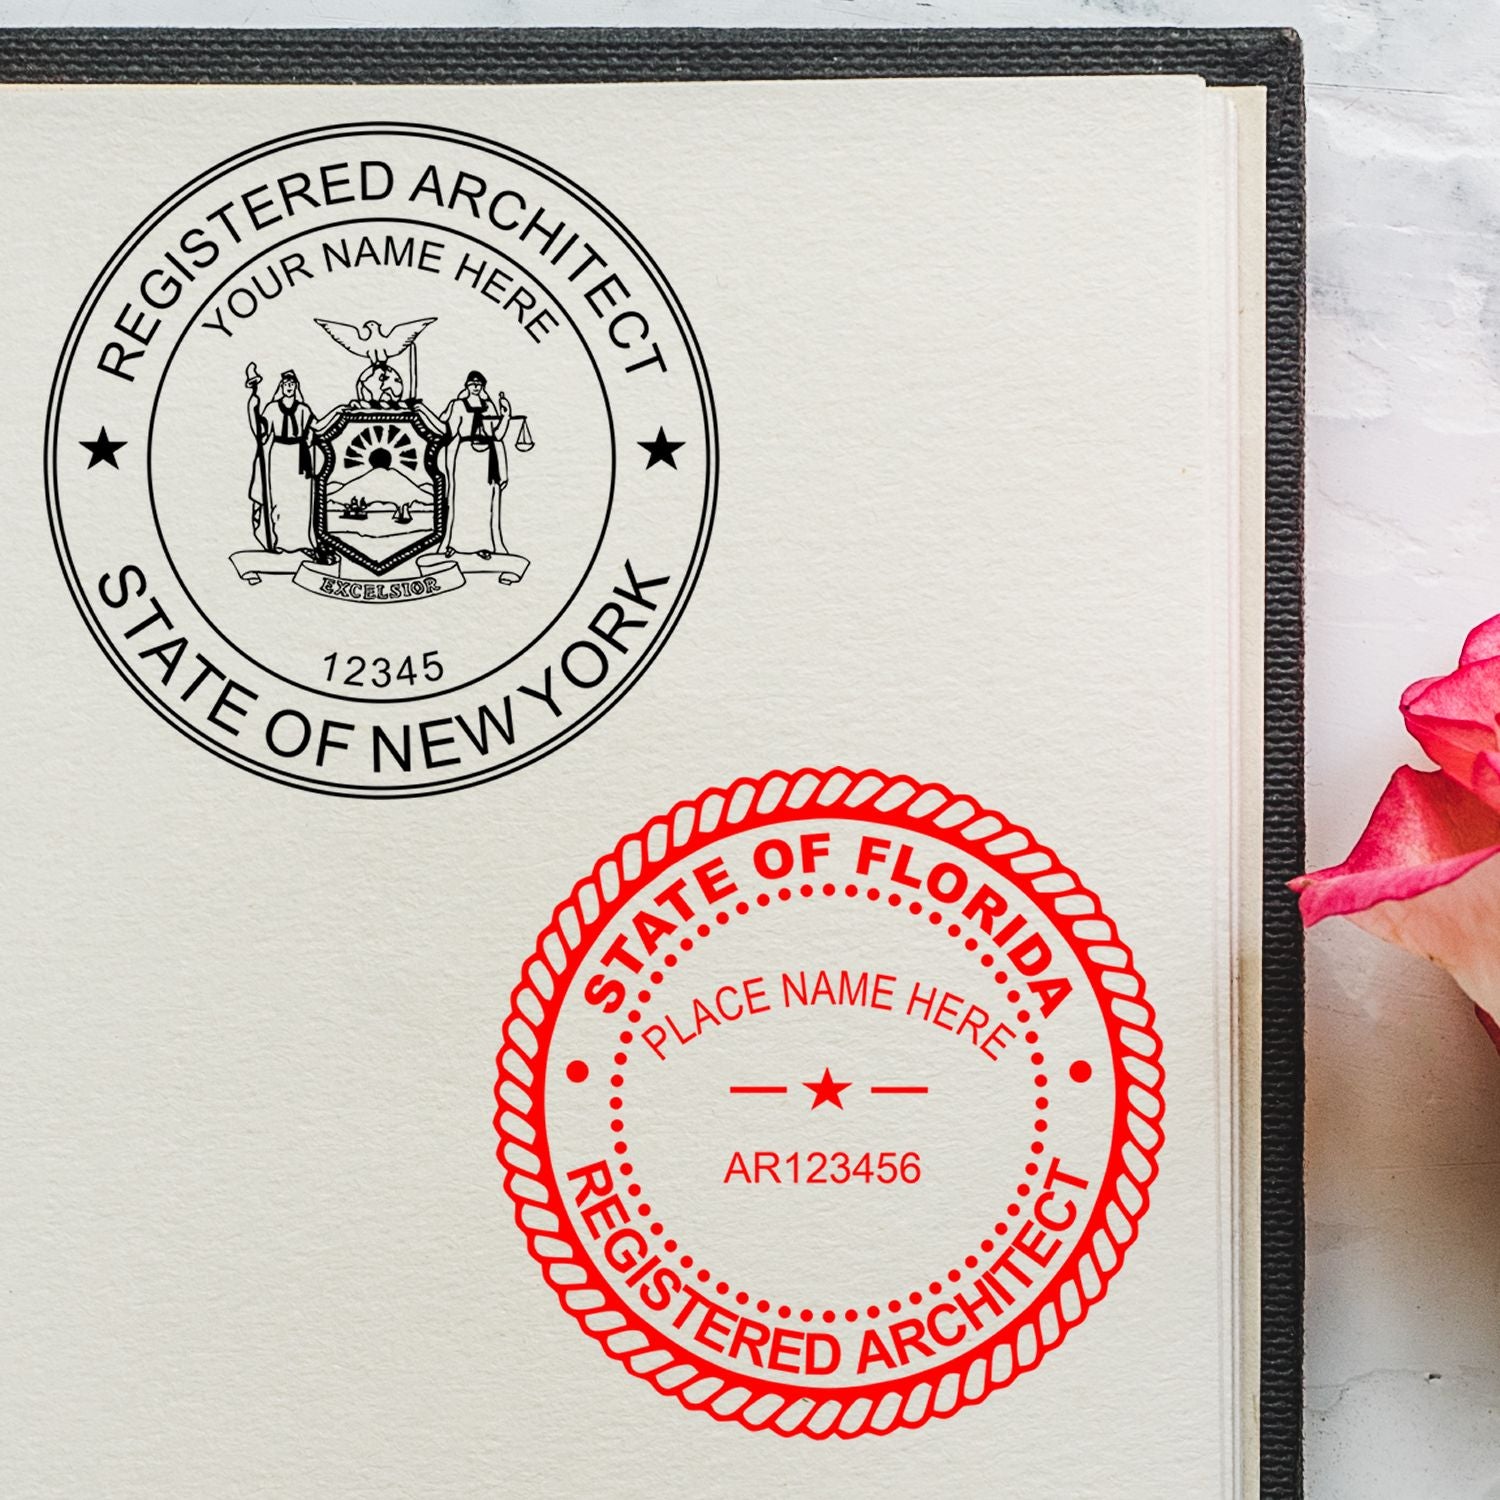 REGISTERED ARCHITECT
YOUR NAME HERE
EXCELSIOR
12345
STATE OF NEW YORK
STATE OF FLORIDA
PLACE NAME HERE
AR123456
REGISTERED ARCHITECT